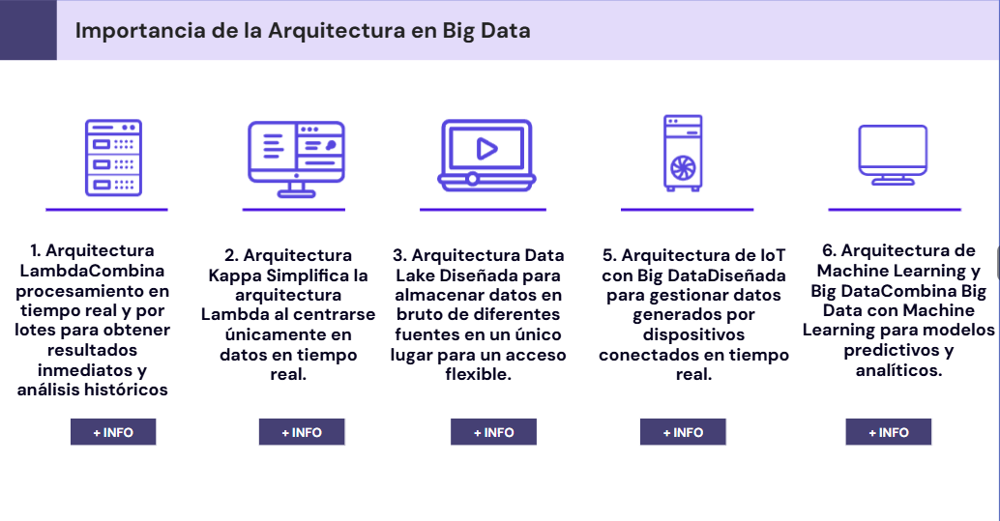 Importancia de la Arquitectura en Big Data
1. Arquitectura
LambdaCombina
procesamiento en
tiempo real y por
lotes para obtener
resultados
inmediatos y
análisis históricos
+ INFO
2. Arquitectura
Kappa Simplifica la
arquitectura
Lambda al centrarse
únicamente en
datos en tiempo
real.
+ INFO
3. Arquitectura Data
Lake Diseñada para
almacenar datos en
bruto de diferentes
fuentes en un único
lugar para un acceso
flexible.
+ INFO
5. Arquitectura de IoT
con Big DataDiseñada
para gestionar datos
generados por
dispositivos
conectados en tiempo
real.
+ INFO
6. Arquitectura de
Machine Learning y
Big DataCombina Big
Data con Machine
Learning para modelos
predictivos y
analíticos.
+ INFO